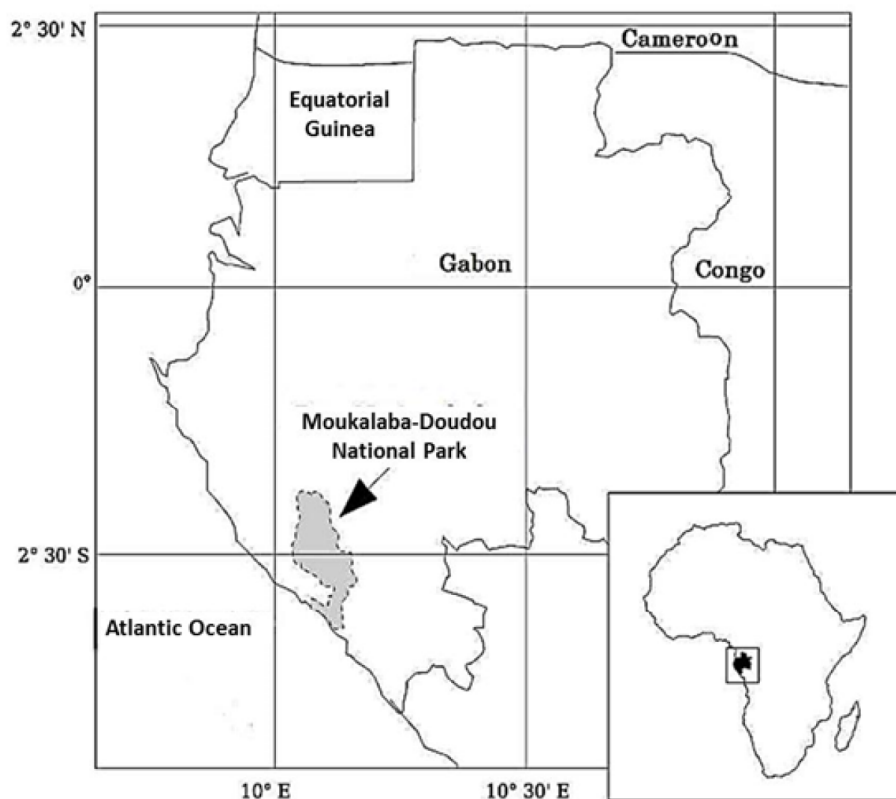 2° 30' N
Cameroon
Equatorial
Guinea
Gabon
Congo
0°
Moukalaba-Doudou
National Park
2° 30' S
Atlantic Ocean
10° E
10° 30' E